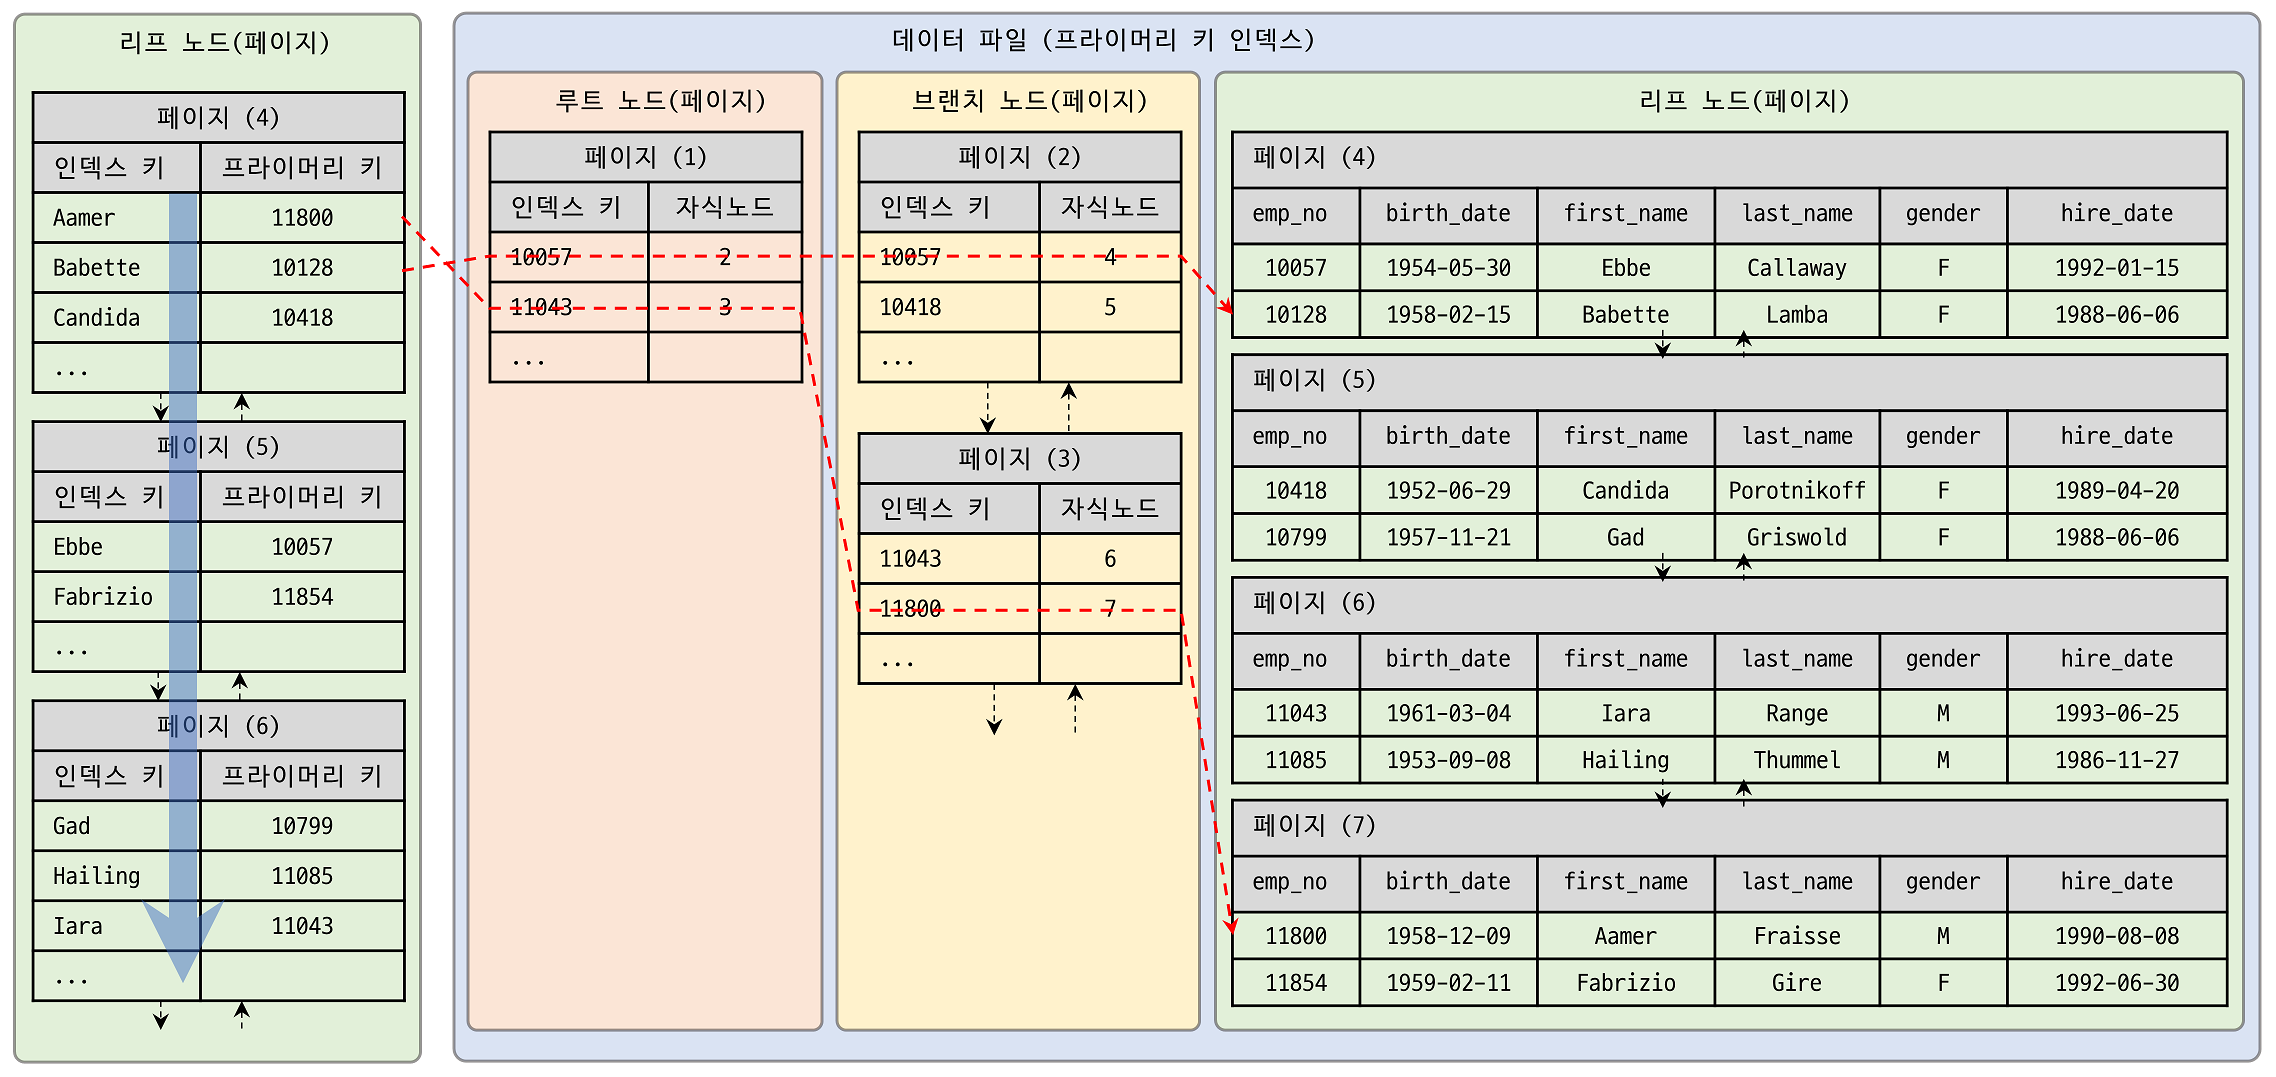 리프 노드(페이지)
페이지 (4)
인덱스 키 프라이머리 키
Aamer 11800
Babette 10128
Candida 10418
...
페이지 (5)
인덱스 키 프라이머리 키
Ebbe 10057
Fabrizio 11854
...
페이지 (6)
인덱스 키 프라이머리 키
Gad 10799
Hailing 11085
Iara 11043
...
데이터 파일 (프라이머리 키 인덱스)
루트 노드(페이지)
페이지 (1)
인덱스 키 자식노드
10057 2
11043 3
...
브랜치 노드(페이지)
페이지 (2)
인덱스 키 자식노드
10057 4
10418 5
...
페이지 (3)
인덱스 키 자식노드
11043 6
11800 7
...
리프 노드(페이지)
페이지 (4)
emp_no birth_date first_name last_name gender hire_date
10057 1954-05-30 Ebbe Callaway F 1992-01-15
10128 1958-02-15 Babette Lamba F 1988-06-06
페이지 (5)
emp_no birth_date first_name last_name gender hire_date
10418 1952-06-29 Candida Porotnikoff F 1989-04-20
10799 1957-11-21 Gad Griswold F 1988-06-06
페이지 (6)
emp_no birth_date first_name last_name gender hire_date
11043 1961-03-04 Iara Range M 1993-06-25
11085 1953-09-08 Hailing Thummel M 1986-11-27
페이지 (7)
emp_no birth_date first_name last_name gender hire_date
11800 1958-12-09 Aamer Fraisse M 1990-08-08
11854 1959-02-11 Fabrizio Gire F 1992-06-30